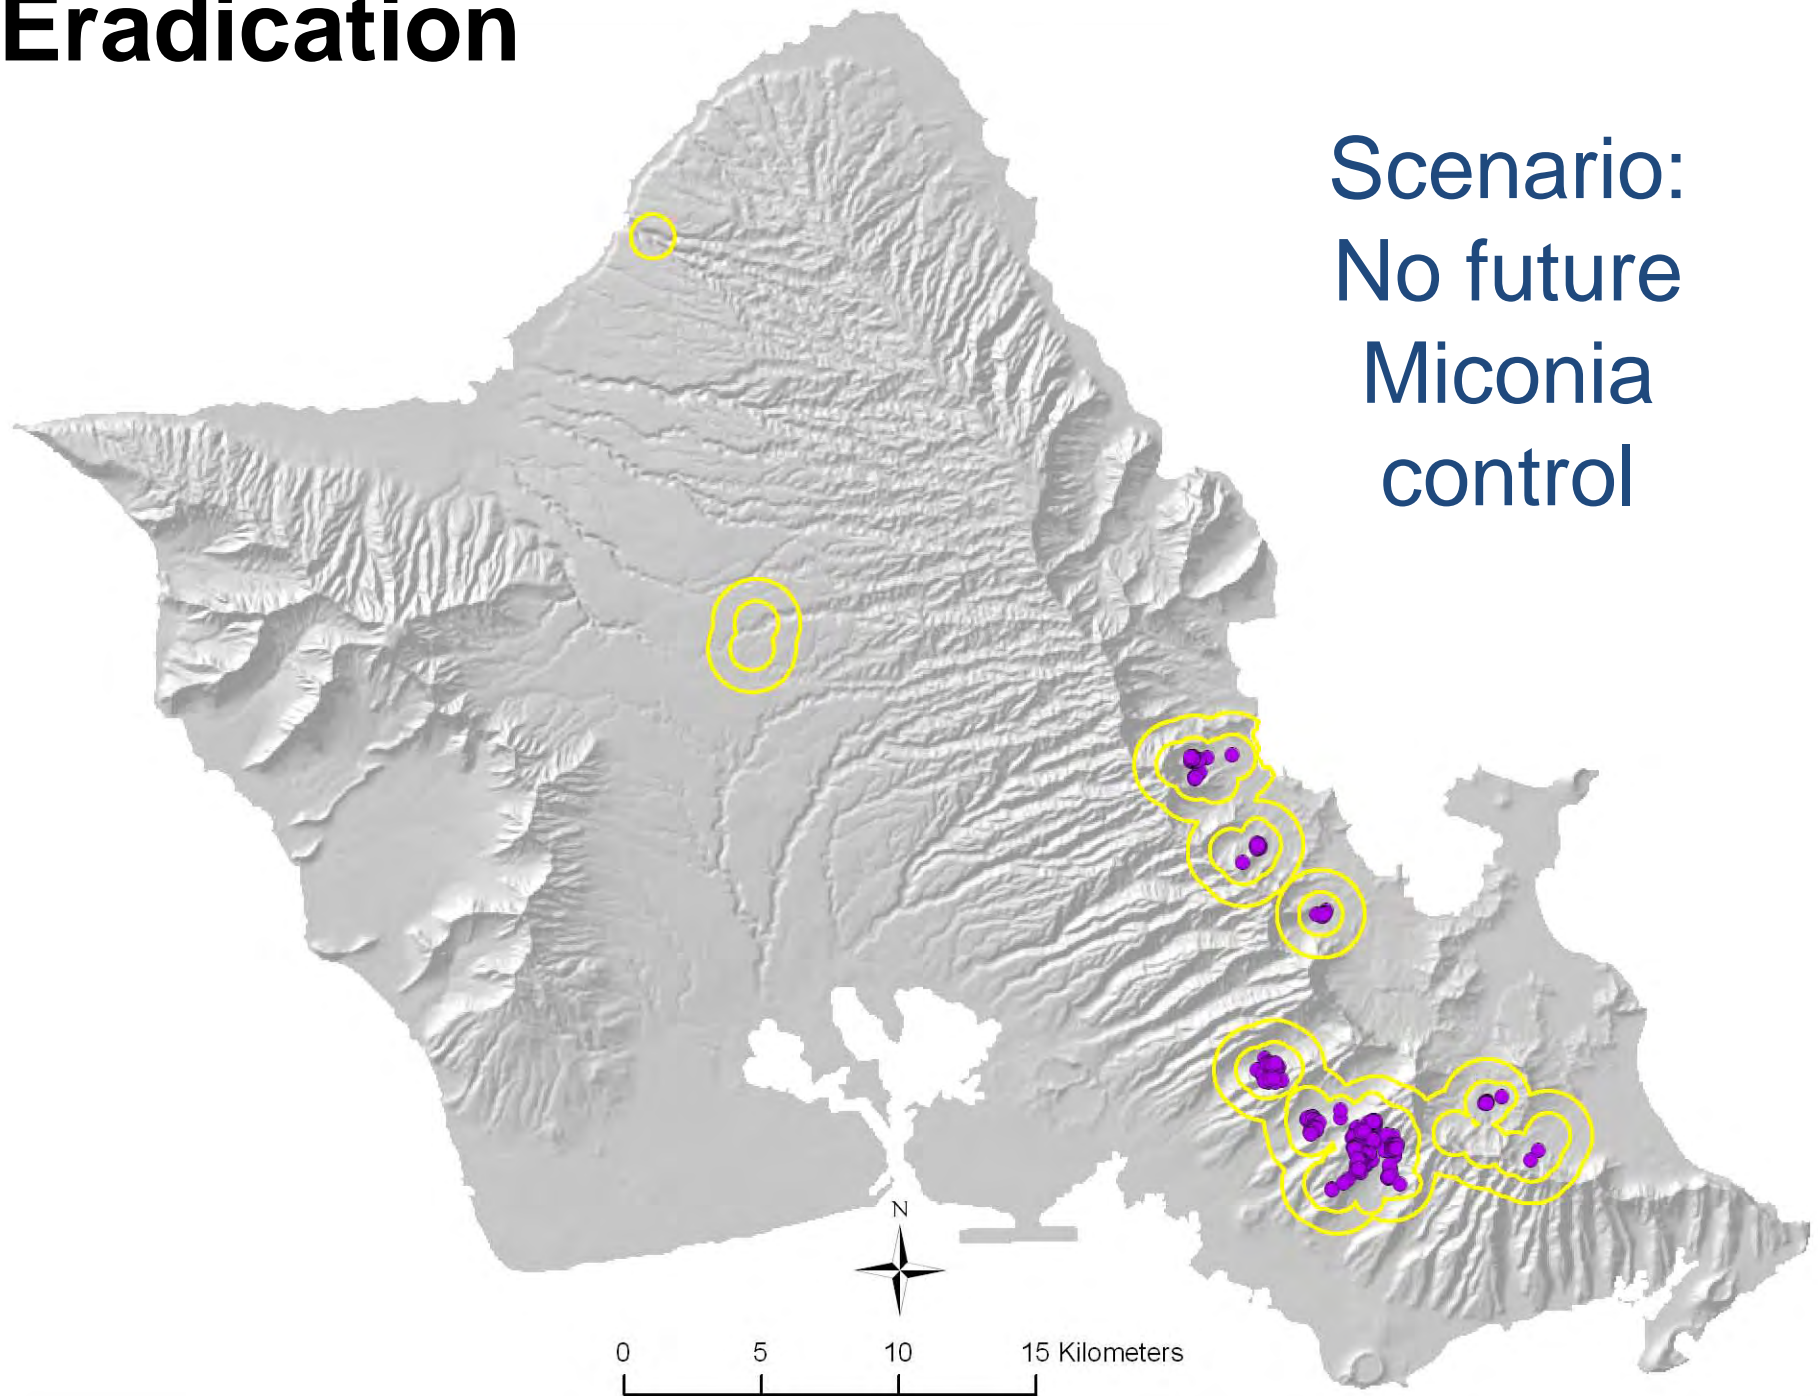 Eradication
Scenario:
No future
Miconia
control
N
0 5 10 15 Kilometers